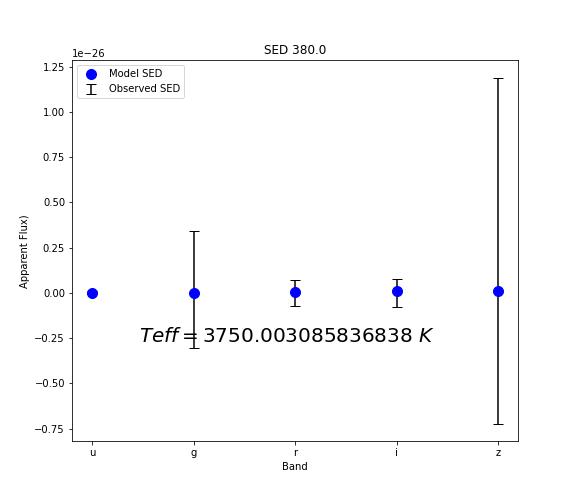 SED 380.0
1e−26
Model SED
Observed SED
1.25
1.00
0.75
0.50
0.25
0.00
−0.25
−0.50
−0.75
Apparent Flux)
Teff = 3750.003085836838 K
u g r i z
Band